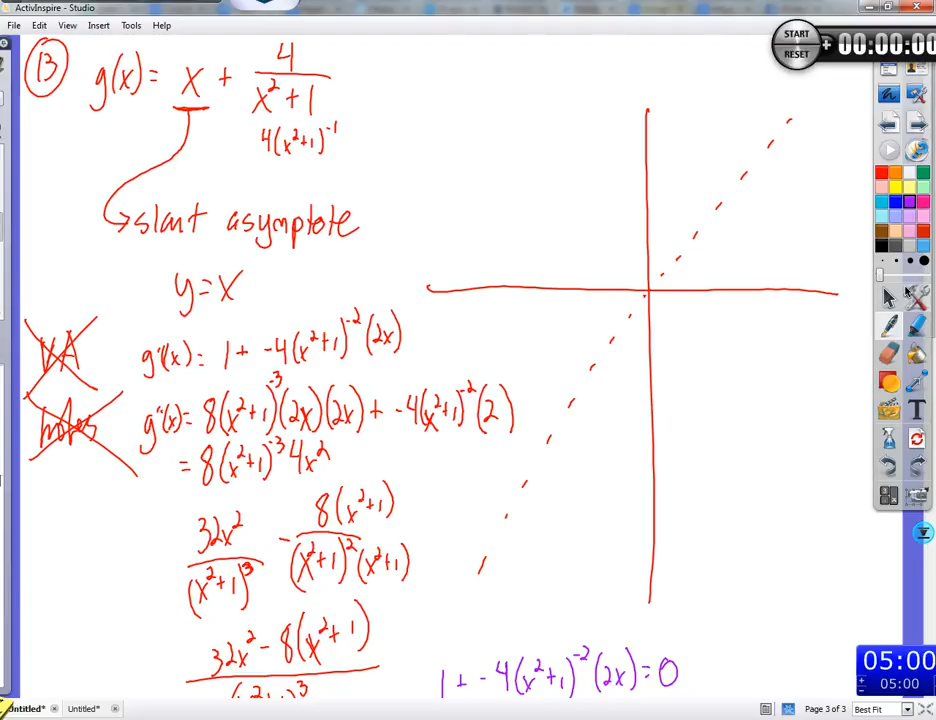 ActivInspire - Studio
File Edit View Insert Tools Help
START
RESET
00:00:00
13 g(x) = x + 4/(x²+1)
4(x²+1)⁻¹
slant asymptote
y = x
VA
g'(x) = 1 + -4(x²+1)⁻²(2x)
holes
g''(x) = 8(x²+1)⁻³(2x)(2x) + -4(x²+1)⁻²(2)
= 8(x²+1)⁻³ 4x²
32x²/(x²+1)³ - 8(x²+1)/(x²+1)²(x²+1)
32x² - 8(x²+1)
1 + -4(x²+1)⁻²(2x) = 0
05:00
05:00
Untitled*
Page 3 of 3
Best Fit